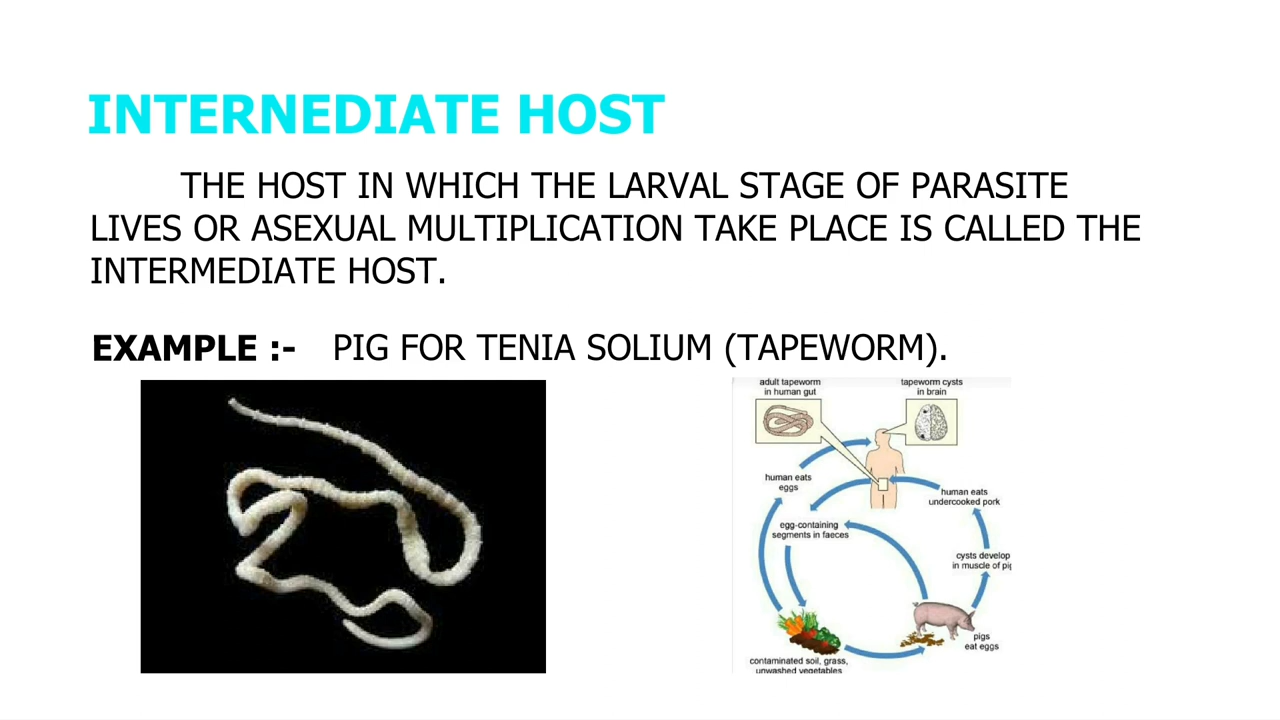 INTERNEDIATE HOST
THE HOST IN WHICH THE LARVAL STAGE OF PARASITE
LIVES OR ASEXUAL MULTIPLICATION TAKE PLACE IS CALLED THE
INTERMEDIATE HOST.
EXAMPLE :- PIG FOR TENIA SOLIUM (TAPEWORM).
adult tapeworm
in human gut
tapeworm cysts
in brain
human eats
eggs
human eats
undercooked pork
egg-containing
segments in faeces
cysts develop
in muscle of pig
pigs
eat eggs
contaminated soil, grass,
unwashed vegetables